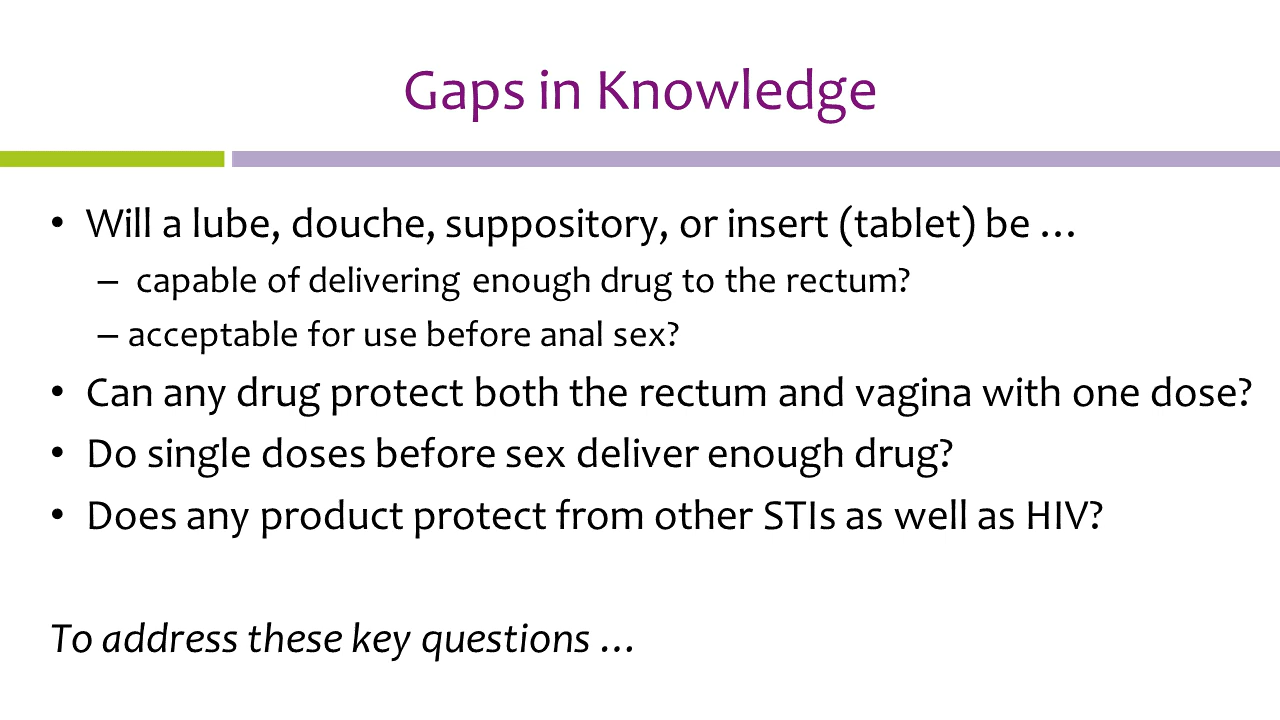 Gaps in Knowledge
• Will a lube, douche, suppository, or insert (tablet) be …
– capable of delivering enough drug to the rectum?
– acceptable for use before anal sex?
• Can any drug protect both the rectum and vagina with one dose?
• Do single doses before sex deliver enough drug?
• Does any product protect from other STIs as well as HIV?
To address these key questions …